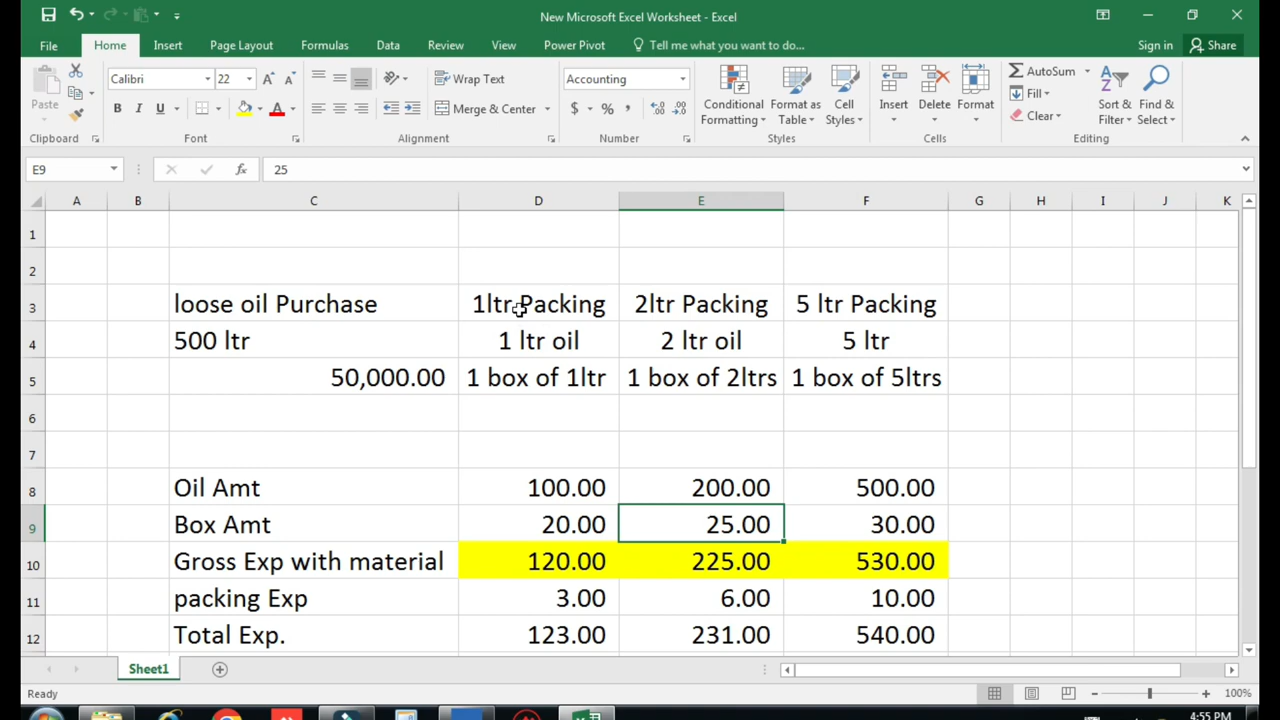 New Microsoft Excel Worksheet - Excel
File Home Insert Page Layout Formulas Data Review View Power Pivot Tell me what you want to do... Sign in Share
Paste
Calibri 22 A A
B I U A
Wrap Text
Merge & Center
Accounting
$ % ,
Conditional Formatting
Format as Table
Cell Styles
Insert Delete Format
AutoSum
Fill
Clear
Sort & Filter
Find & Select
Clipboard Font Alignment Number Styles Cells Editing
E9 fx 25
A B C D E F G H I J K
1
2
3 loose oil Purchase 1ltr Packing 2ltr Packing 5 ltr Packing
4 500 ltr 1 ltr oil 2 ltr oil 5 ltr
5 50,000.00 1 box of 1ltr 1 box of 2ltrs 1 box of 5ltrs
6
7
8 Oil Amt 100.00 200.00 500.00
9 Box Amt 20.00 25.00 30.00
10 Gross Exp with material 120.00 225.00 530.00
11 packing Exp 3.00 6.00 10.00
12 Total Exp. 123.00 231.00 540.00
Sheet1
Ready 100%
4:55 PM